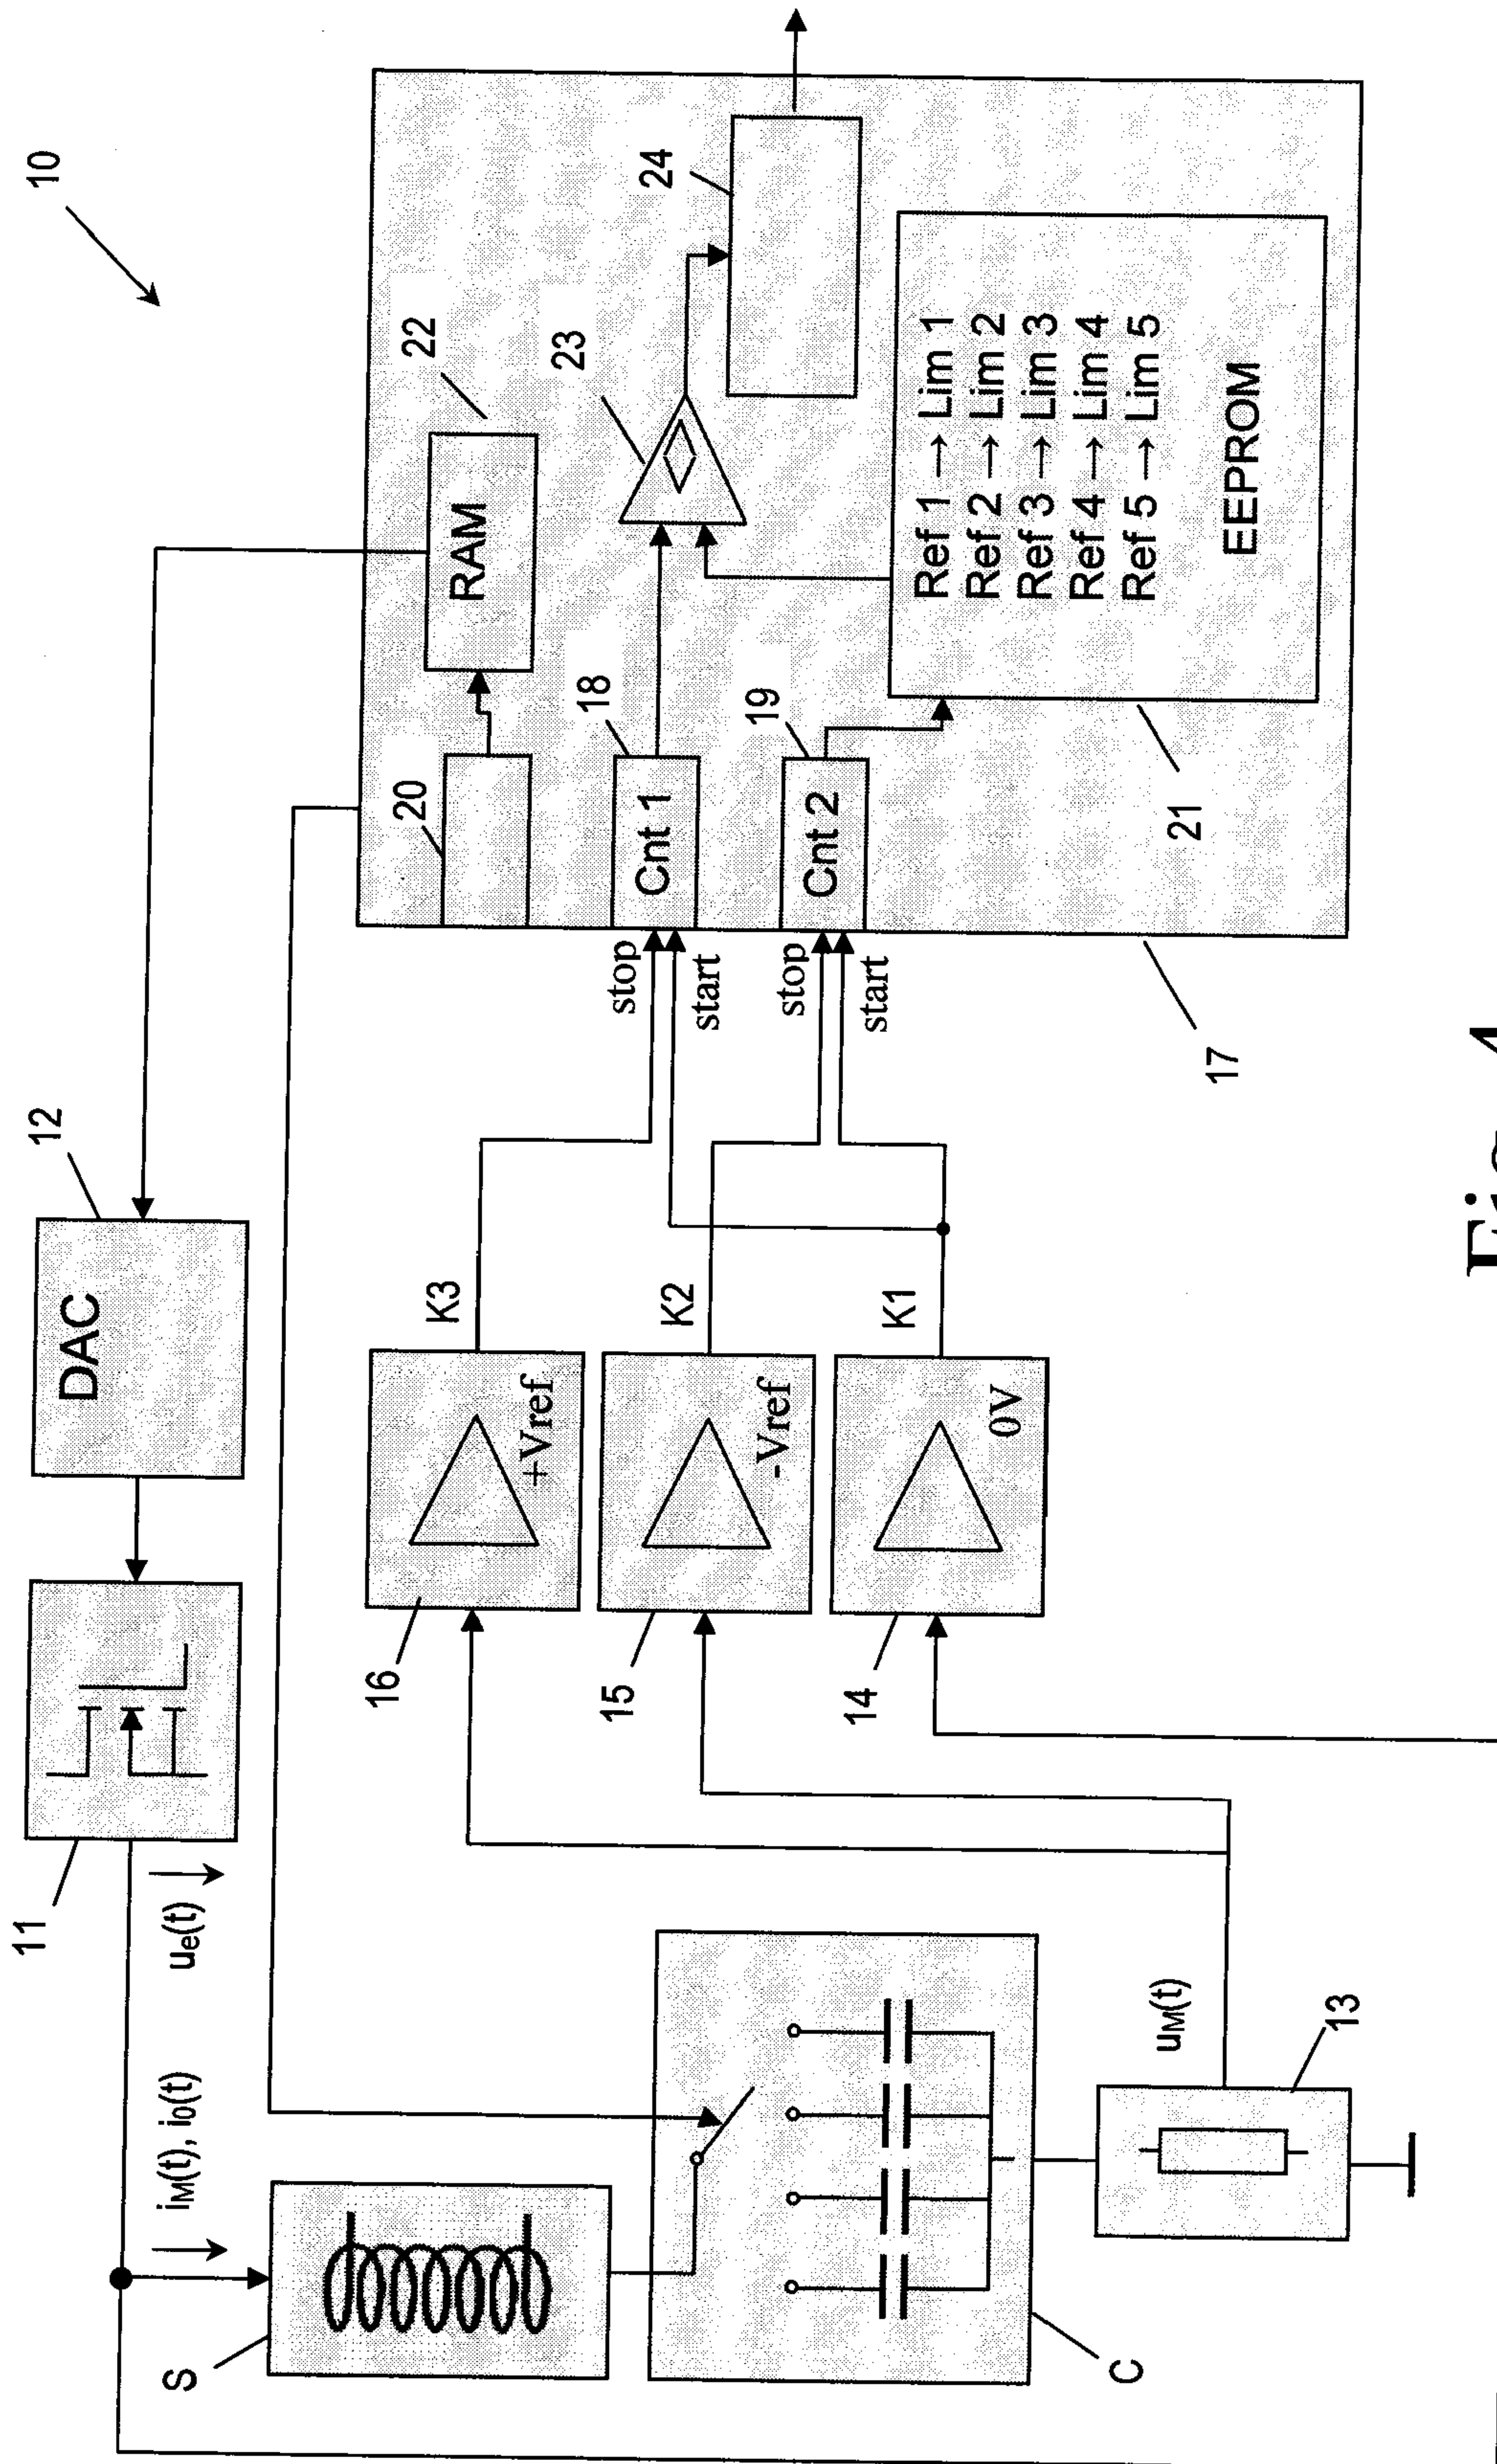 10
11
12
DAC
22
RAM
20
23
24
18
Cnt 1
19
Cnt 2
stop
start
stop
start
Ref 1 → Lim 1
Ref 2 → Lim 2
Ref 3 → Lim 3
Ref 4 → Lim 4
Ref 5 → Lim 5
EEPROM
21
17
K3
K2
K1
16
+Vref
15
-Vref
14
0V
ue(t)
iM(t), i0(t)
S
C
uM(t)
13